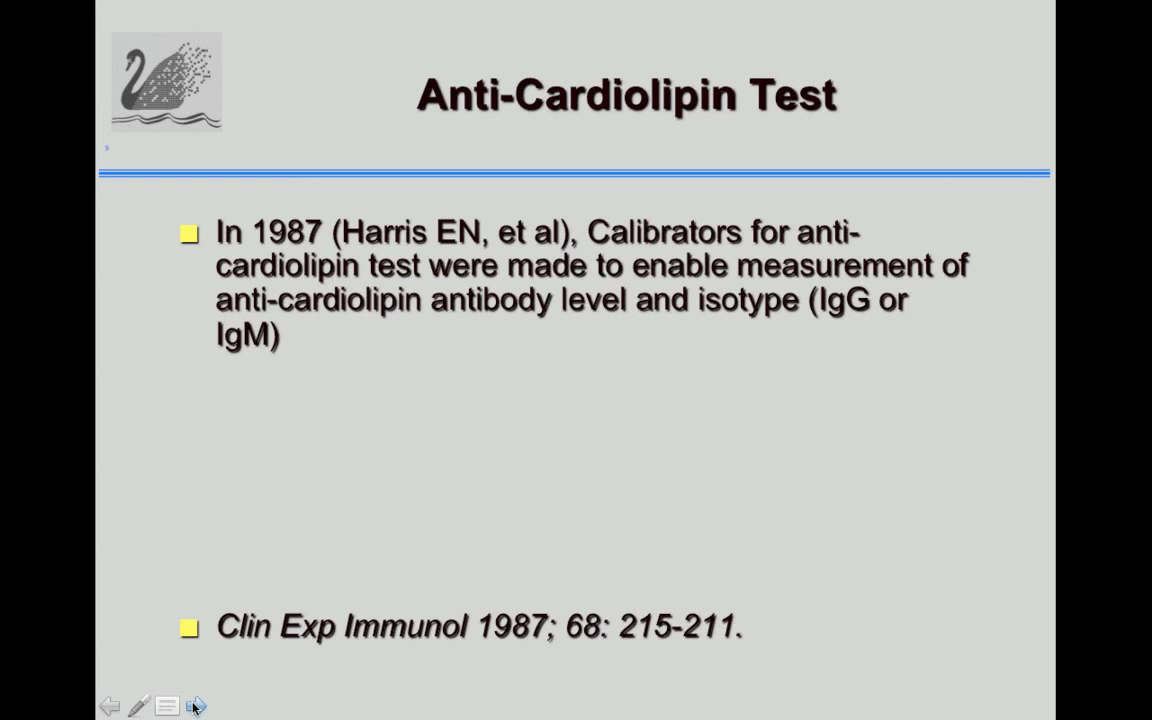 Anti-Cardiolipin Test
In 1987 (Harris EN, et al), Calibrators for anti-
cardiolipin test were made to enable measurement of
anti-cardiolipin antibody level and isotype (IgG or
IgM)
Clin Exp Immunol 1987; 68: 215-211.